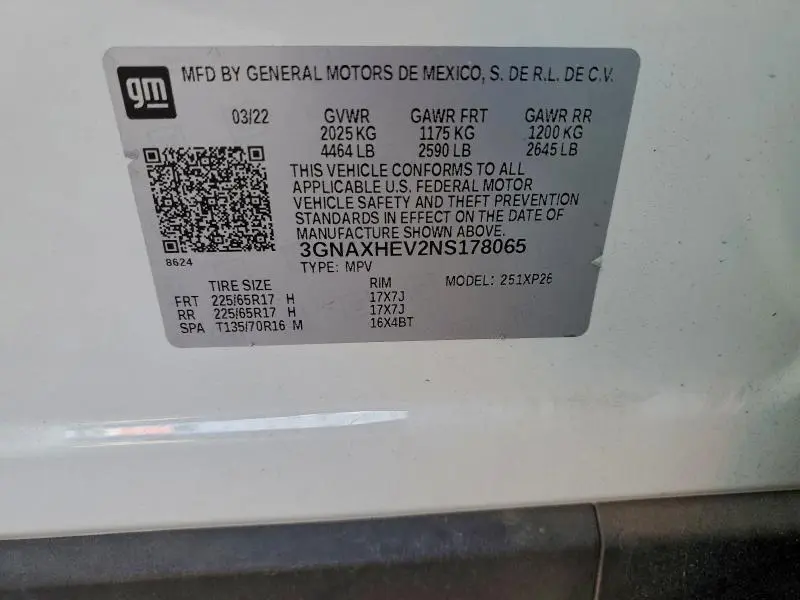 gm
MFD BY GENERAL MOTORS DE MEXICO, S. DE R.L. DE C.V.
03/22 GVWR GAWR FRT GAWR RR
2025 KG 1175 KG 1200 KG
4464 LB 2590 LB 2645 LB
THIS VEHICLE CONFORMS TO ALL
APPLICABLE U.S. FEDERAL MOTOR
VEHICLE SAFETY AND THEFT PREVENTION
STANDARDS IN EFFECT ON THE DATE OF
MANUFACTURE SHOWN ABOVE.
8624
3GNAXHEV2NS178065
TYPE: MPV
TIRE SIZE RIM MODEL: 251XP26
FRT 225/65R17 H 17X7J
RR 225/65R17 H 17X7J
SPA T135/70R16 M 16X4BT